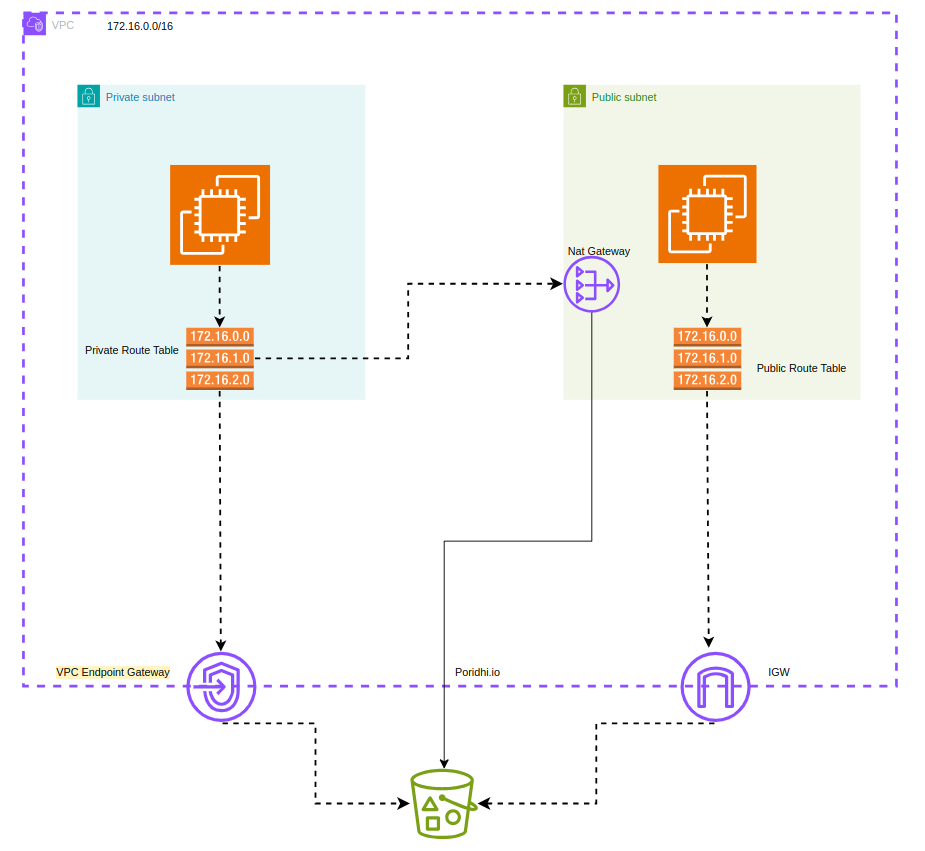 VPC
172.16.0.0/16
Private subnet
Public subnet
Nat Gateway
172.16.0.0
172.16.1.0
172.16.2.0
Private Route Table
172.16.0.0
172.16.1.0
172.16.2.0
Public Route Table
VPC Endpoint Gateway
Poridhi.io
IGW